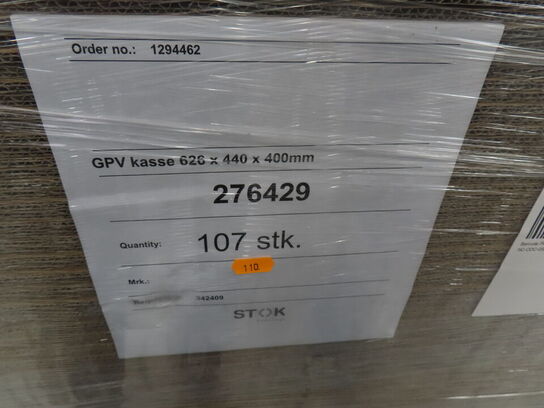 Order no.: 1294462
GPV kasse 626 x 440 x 400mm
276429
Quantity: 107 stk.
110
Mrk.:
342409
STOK